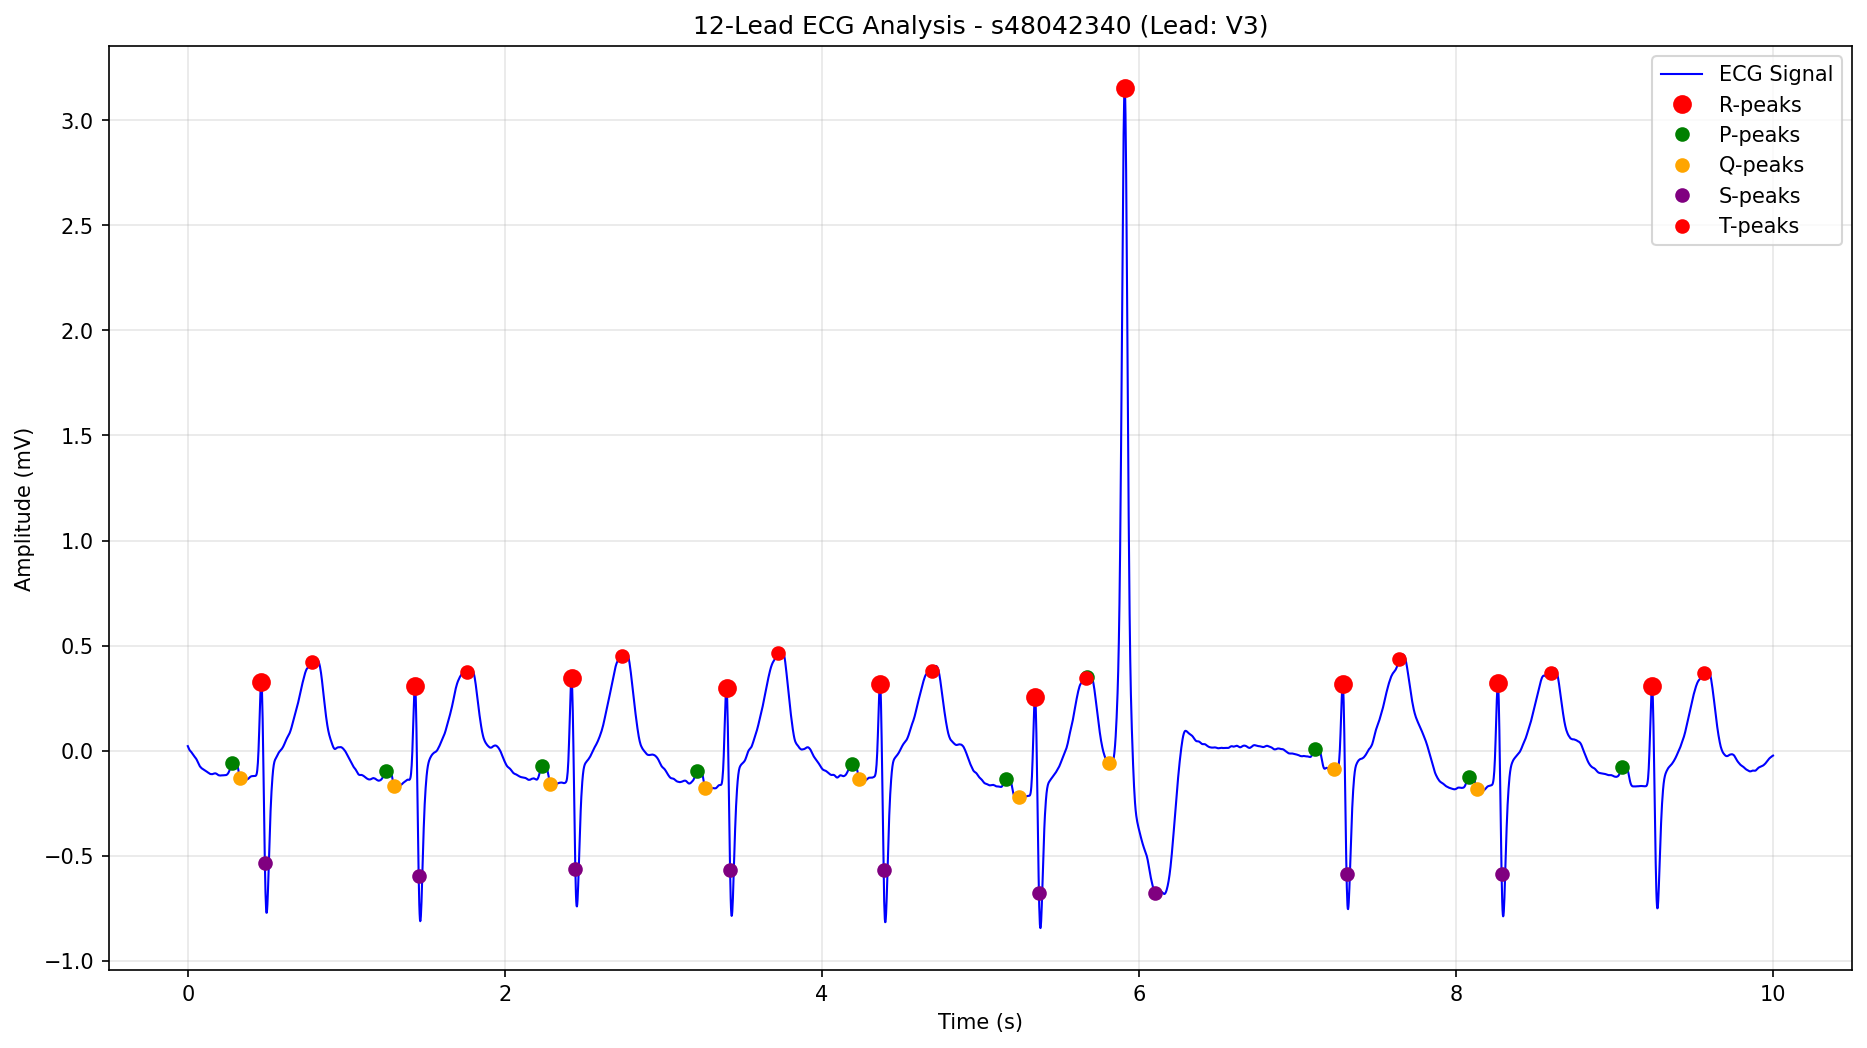 12-Lead ECG Analysis - s48042340 (Lead: V3)
ECG Signal
R-peaks
P-peaks
Q-peaks
S-peaks
T-peaks
Amplitude (mV)
3.0
2.5
2.0
1.5
1.0
0.5
0.0
−0.5
−1.0
0 2 4 6 8 10
Time (s)